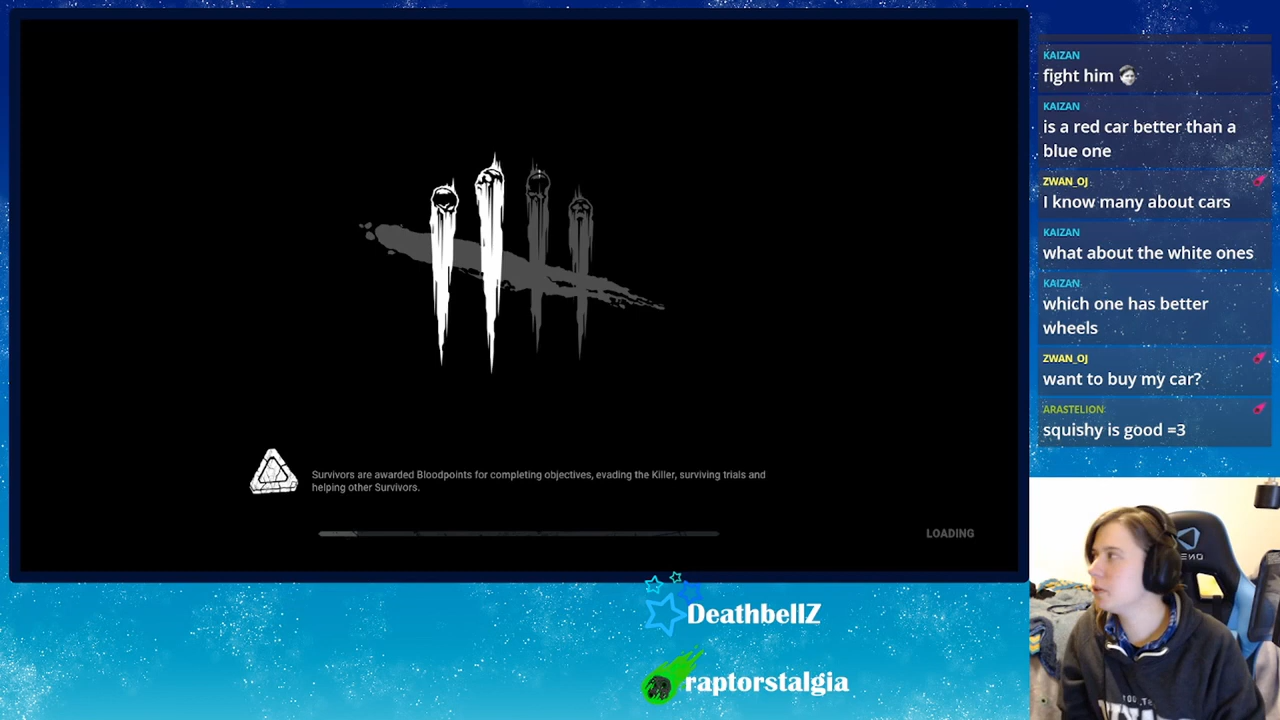 KAIZAN
fight him
KAIZAN
is a red car better than a
blue one
ZWAN_OJ
I know many about cars
KAIZAN
what about the white ones
KAIZAN
which one has better
wheels
ZWAN_OJ
want to buy my car?
ARASTELION
squishy is good =3
Survivors are awarded Bloodpoints for completing objectives, evading the Killer, surviving trials and
helping other Survivors.
LOADING
DeathbellZ
raptorstalgia